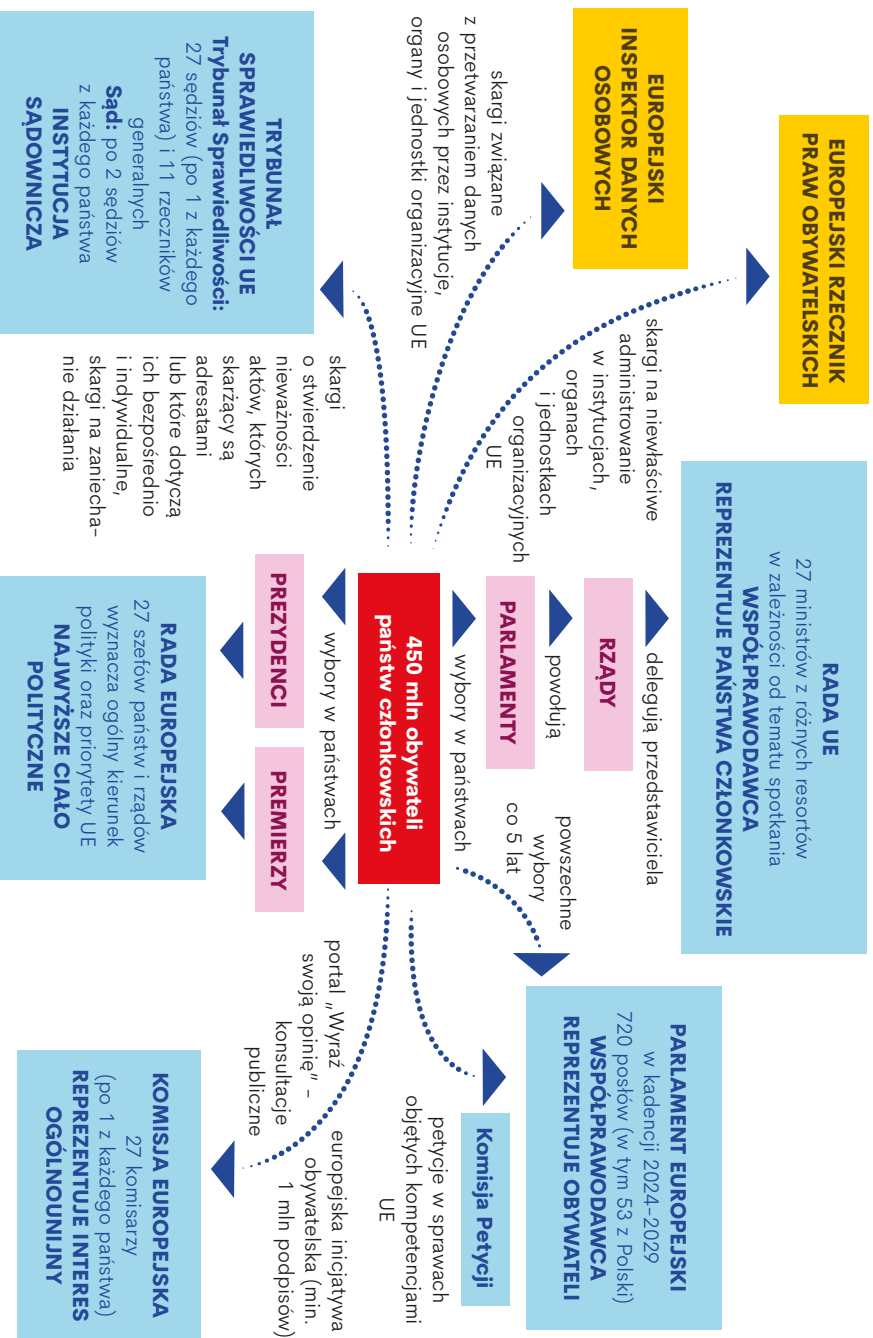 EUROPEJSKI RZECZNIK
PRAW OBYWATELSKICH
skargi na niewłaściwe
administrowanie
w instytucjach,
organach
i jednostkach
organizacyjnych
UE
RADA UE
27 ministrów z różnych resortów
w zależności od tematu spotkania
WSPÓŁPRAWODAWCA
REPREZENTUJE PAŃSTWA CZŁONKOWSKIE
delegują przedstawiciela
RZĄDY
powołują
PARLAMENTY
wybory w państwach
PARLAMENT EUROPEJSKI
w kadencji 2024–2029
720 posłów (w tym 53 z Polski)
WSPÓŁPRAWODAWCA
REPREZENTUJE OBYWATELI
powszechne
wybory
co 5 lat
Komisja Petycji
petycje w sprawach
objętych kompetencjami
UE
EUROPEJSKI
INSPEKTOR DANYCH
OSOBOWYCH
skargi związane
z przetwarzaniem danych
osobowych przez instytucje,
organy i jednostki organizacyjne UE
450 mln obywateli
państw członkowskich
TRYBUNAŁ
SPRAWIEDLIWOŚCI UE
Trybunał Sprawiedliwości:
27 sędziów (po 1 z każdego
państwa) i 11 rzeczników
generalnych
Sąd: po 2 sędziów
z każdego państwa
INSTYTUCJA
SĄDOWNICZA
skargi
o stwierdzenie
nieważności
aktów, których
skarżący są
adresatami
lub które dotyczą
ich bezpośrednio
i indywidualne,
skargi na zaniecha-
nie działania
wybory w państwach
PREZYDENCI
PREMIERZY
RADA EUROPEJSKA
27 szefów państw i rządów
wyznacza ogólny kierunek
polityki oraz priorytety UE
NAJWYŻSZE CIAŁO
POLITYCZNE
portal „Wyraź
swoją opinię” –
konsultacje
publiczne
europejska inicjatywa
obywatelska (min.
1 mln podpisów)
KOMISJA EUROPEJSKA
27 komisarzy
(po 1 z każdego państwa)
REPREZENTUJE INTERES
OGÓLNOUNIJNY